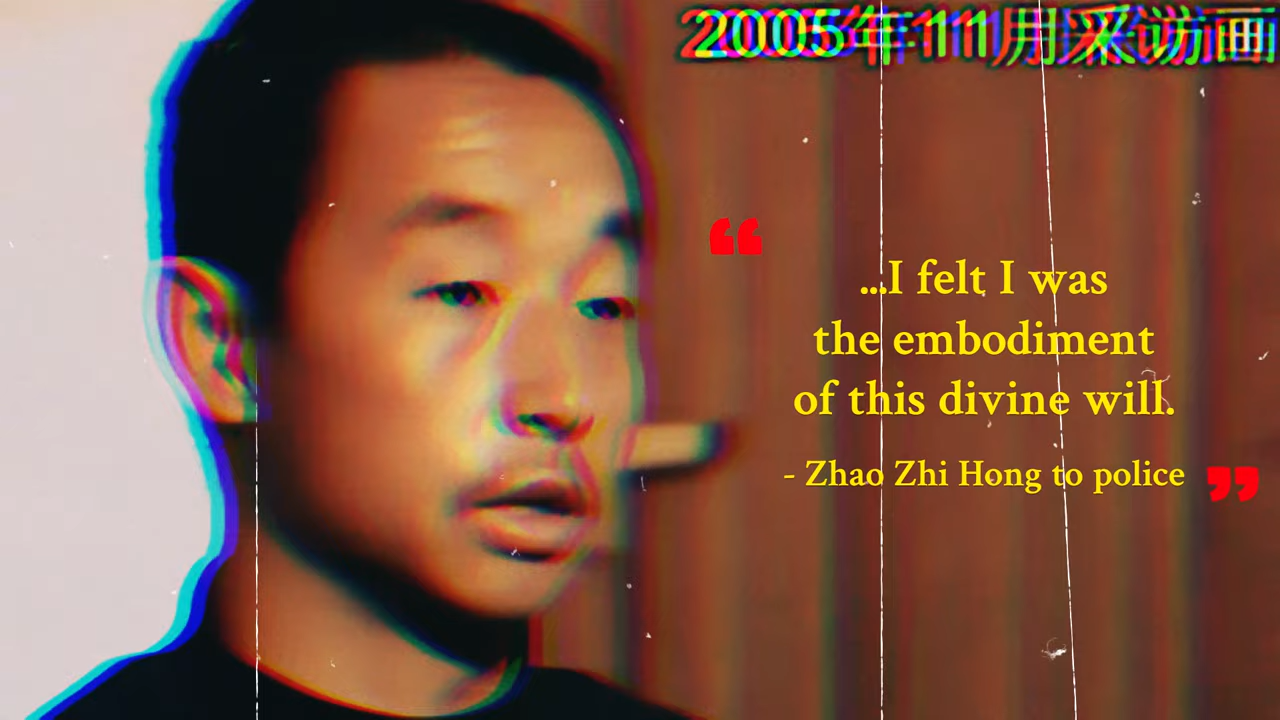 2005年11月采访画
“
...I felt I was
the embodiment
of this divine will.
- Zhao Zhi Hong to police ”